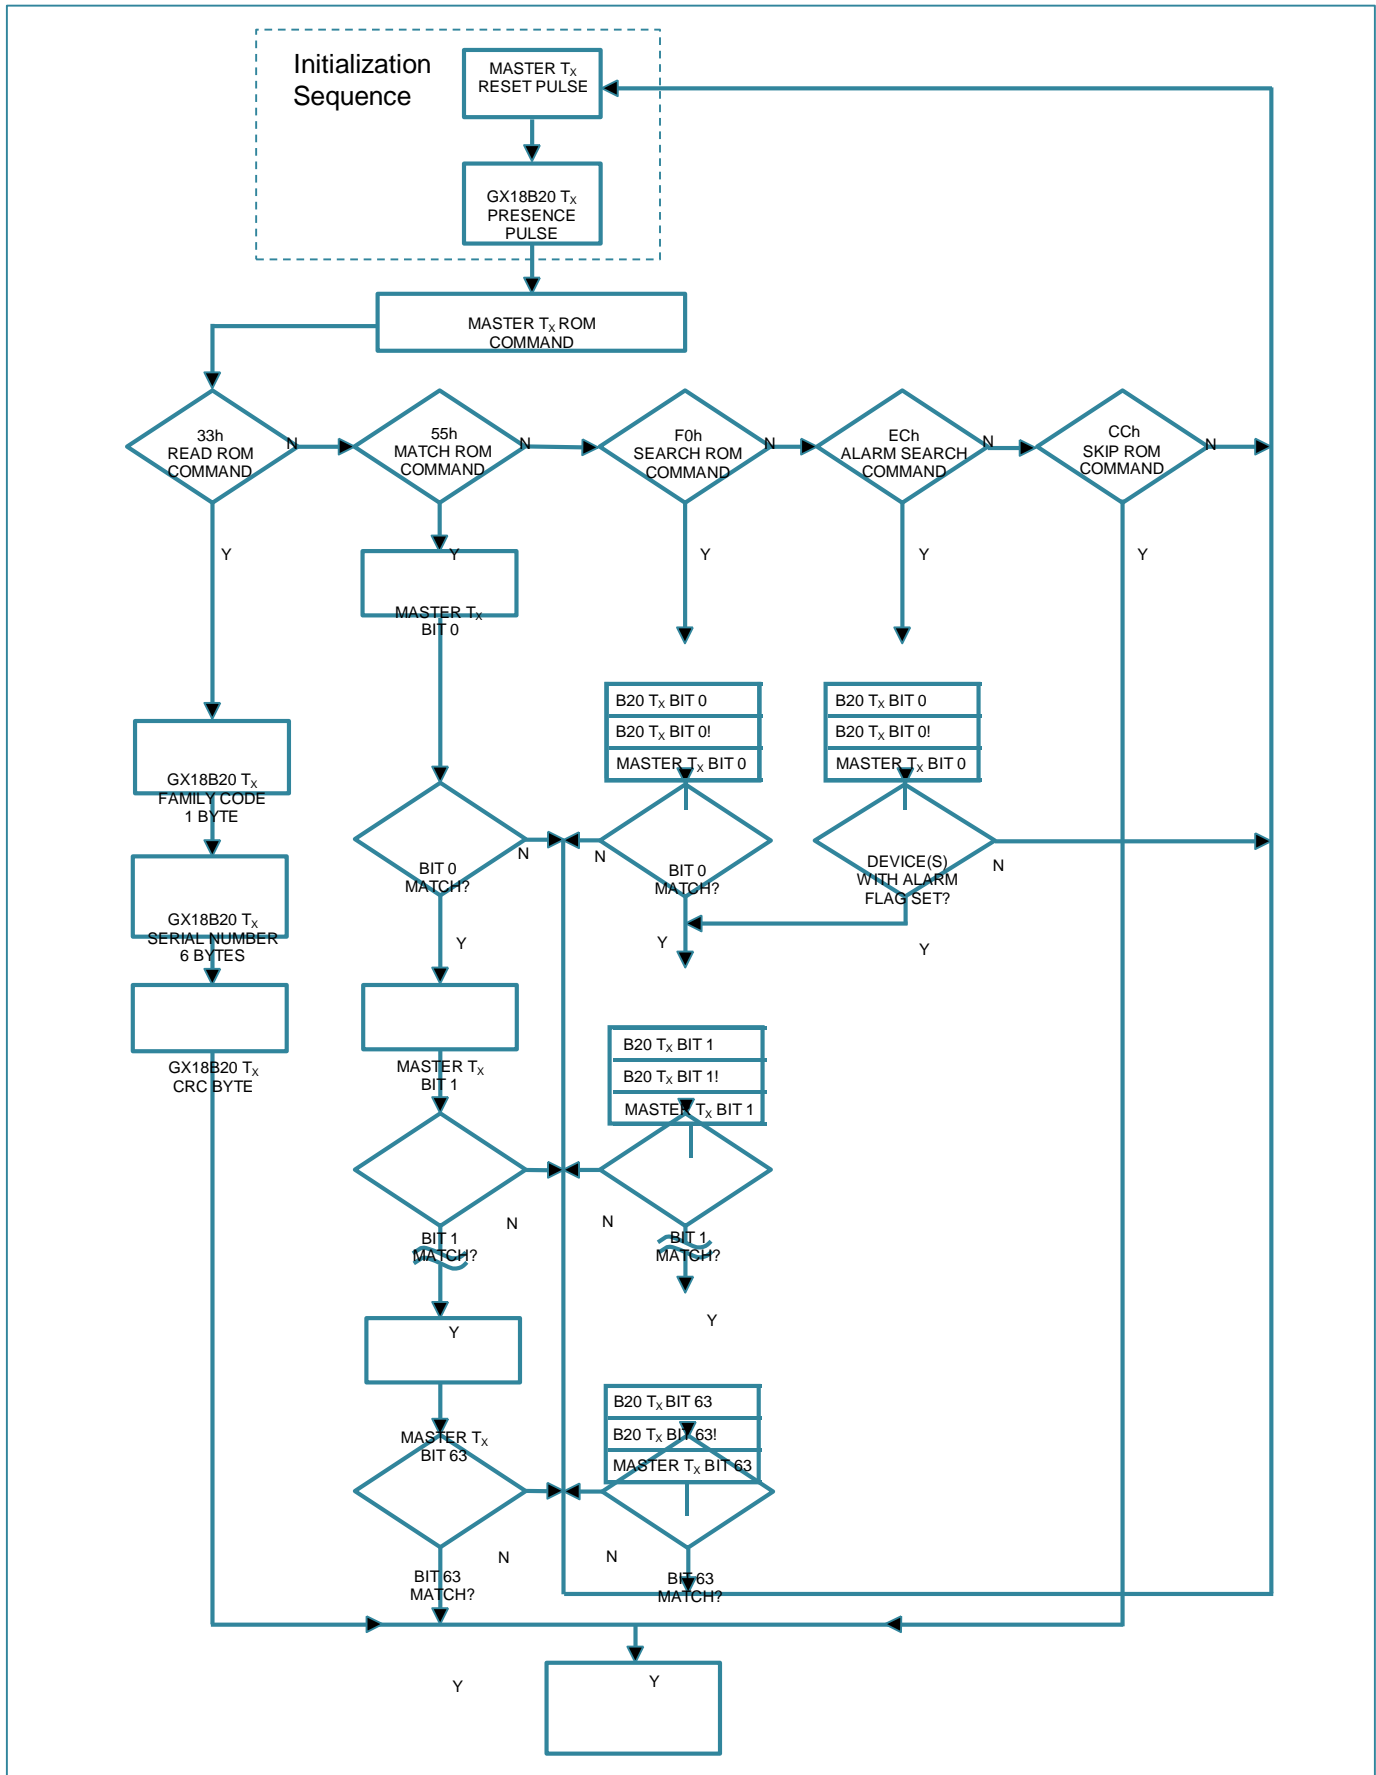 Initialization
Sequence
MASTER TX
RESET PULSE
GX18B20 TX
PRESENCE
PULSE
MASTER TX ROM
COMMAND
33h
READ ROM
COMMAND
N
55h
MATCH ROM
COMMAND
N
F0h
SEARCH ROM
COMMAND
N
ECh
ALARM SEARCH
COMMAND
N
CCh
SKIP ROM
COMMAND
N
Y
Y
Y
Y
Y
MASTER TX
BIT 0
B20 TX BIT 0
B20 TX BIT 0!
MASTER TX BIT 0
B20 TX BIT 0
B20 TX BIT 0!
MASTER TX BIT 0
GX18B20 TX
FAMILY CODE
1 BYTE
BIT 0
MATCH?
N
N
BIT 0
MATCH?
DEVICE(S)
WITH ALARM
FLAG SET?
N
GX18B20 TX
SERIAL NUMBER
6 BYTES
Y
Y
Y
GX18B20 TX
CRC BYTE
MASTER TX
BIT 1
B20 TX BIT 1
B20 TX BIT 1!
MASTER TX BIT 1
N
N
BIT 1
MATCH?
BIT 1
MATCH?
Y
Y
MASTER TX
BIT 63
B20 TX BIT 63
B20 TX BIT 63!
MASTER TX BIT 63
N
N
BIT 63
MATCH?
BIT 63
MATCH?
Y
Y